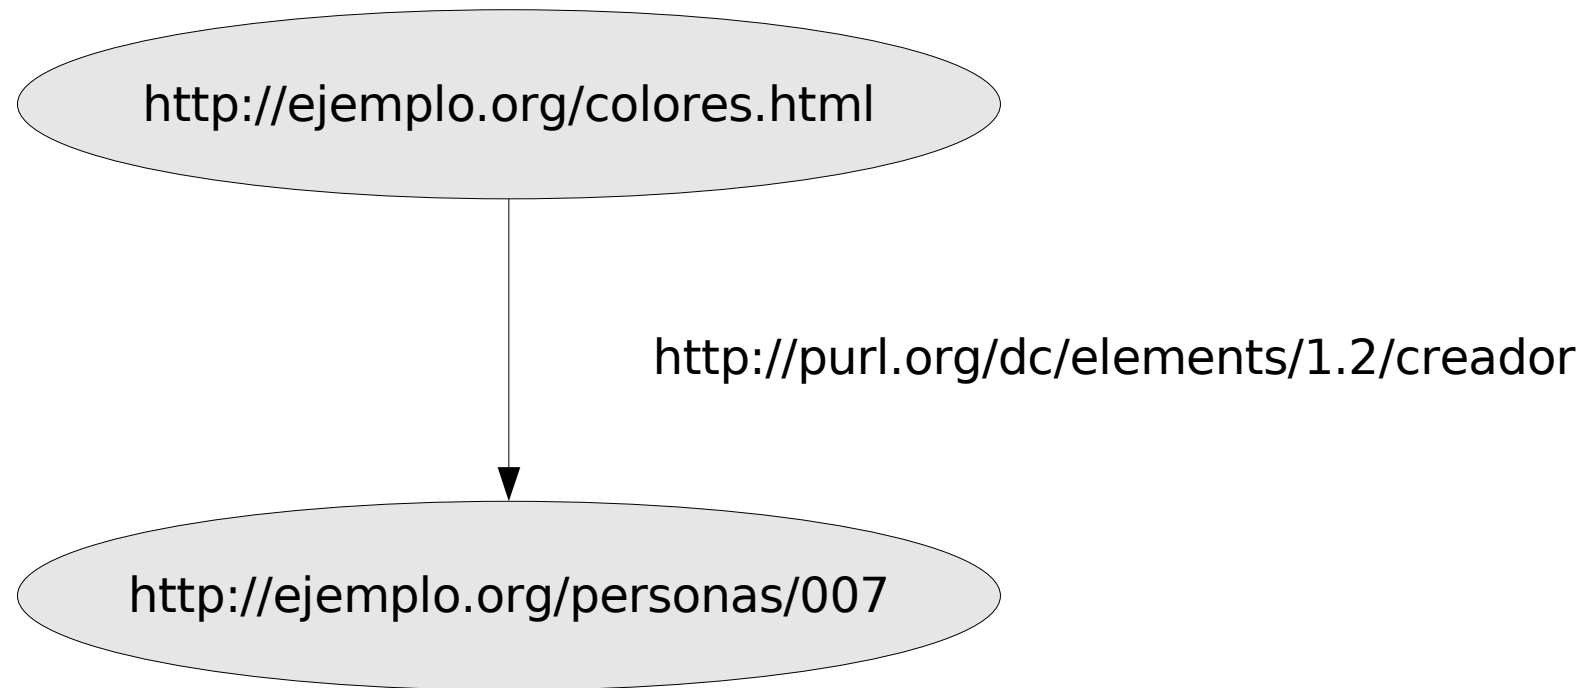 http://ejemplo.org/colores.html
http://purl.org/dc/elements/1.2/creador
http://ejemplo.org/personas/007